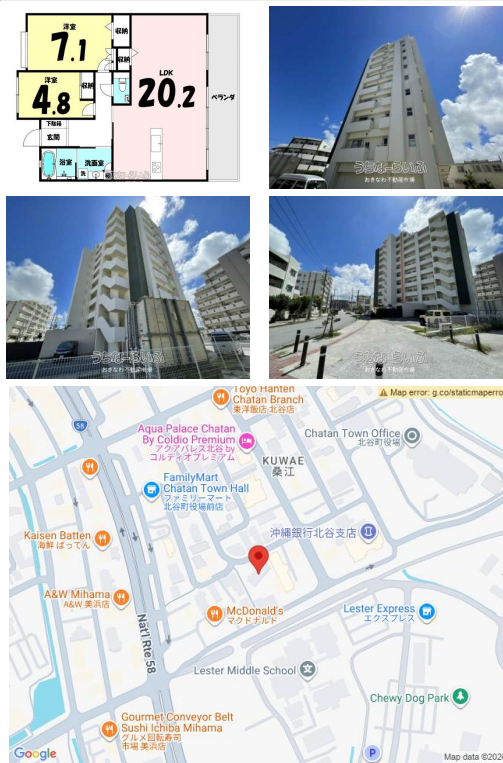 洋室
7.1
収納
収納
洋室
4.8
収納
LDK
20.2
ベランダ
下駄箱
玄関
浴室
洗面室
洗
うちなーらいふ
おきなわ不動産市場
うちなーらいふ
おきなわ不動産市場
うちなーらいふ
おきなわ不動産市場
Map error: g.co/staticmaperro
Toyo Hanten
Chatan Branch
東洋飯店 北谷店
58
Aqua Palace Chatan
By Coldio Premium
アクアパレス北谷 by
コルディオプレミアム
Chatan Town Office
北谷町役場
KUWAE
桑江
FamilyMart
Chatan Town Hall
ファミリーマート
北谷町役場前店
Kaisen Batten
海鮮 ばってん
沖縄銀行北谷支店
A&W Mihama
A&W 美浜店
Nat'l Rte 58
McDonald's
マクドナルド
Lester Express
エクスプレス
Lester Middle School
Chewy Dog Park
Gourmet Conveyor Belt
Sushi Ichiba Mihama
グルメ回転寿司
市場 美浜店
P
Google
Map data ©2026